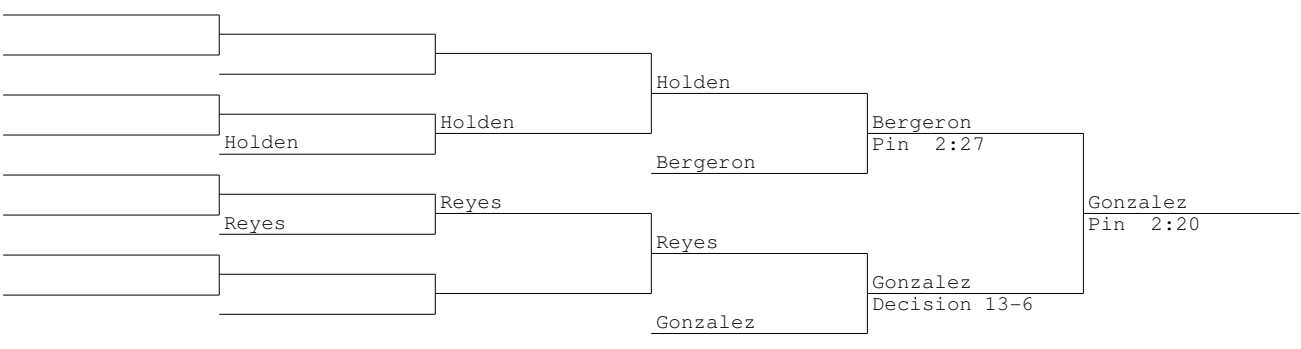 Holden
Bergeron
Holden
Holden
Pin  2:27
Bergeron
Reyes
Gonzalez
Reyes
Pin  2:20
Reyes
Gonzalez
Decision 13-6
Gonzalez